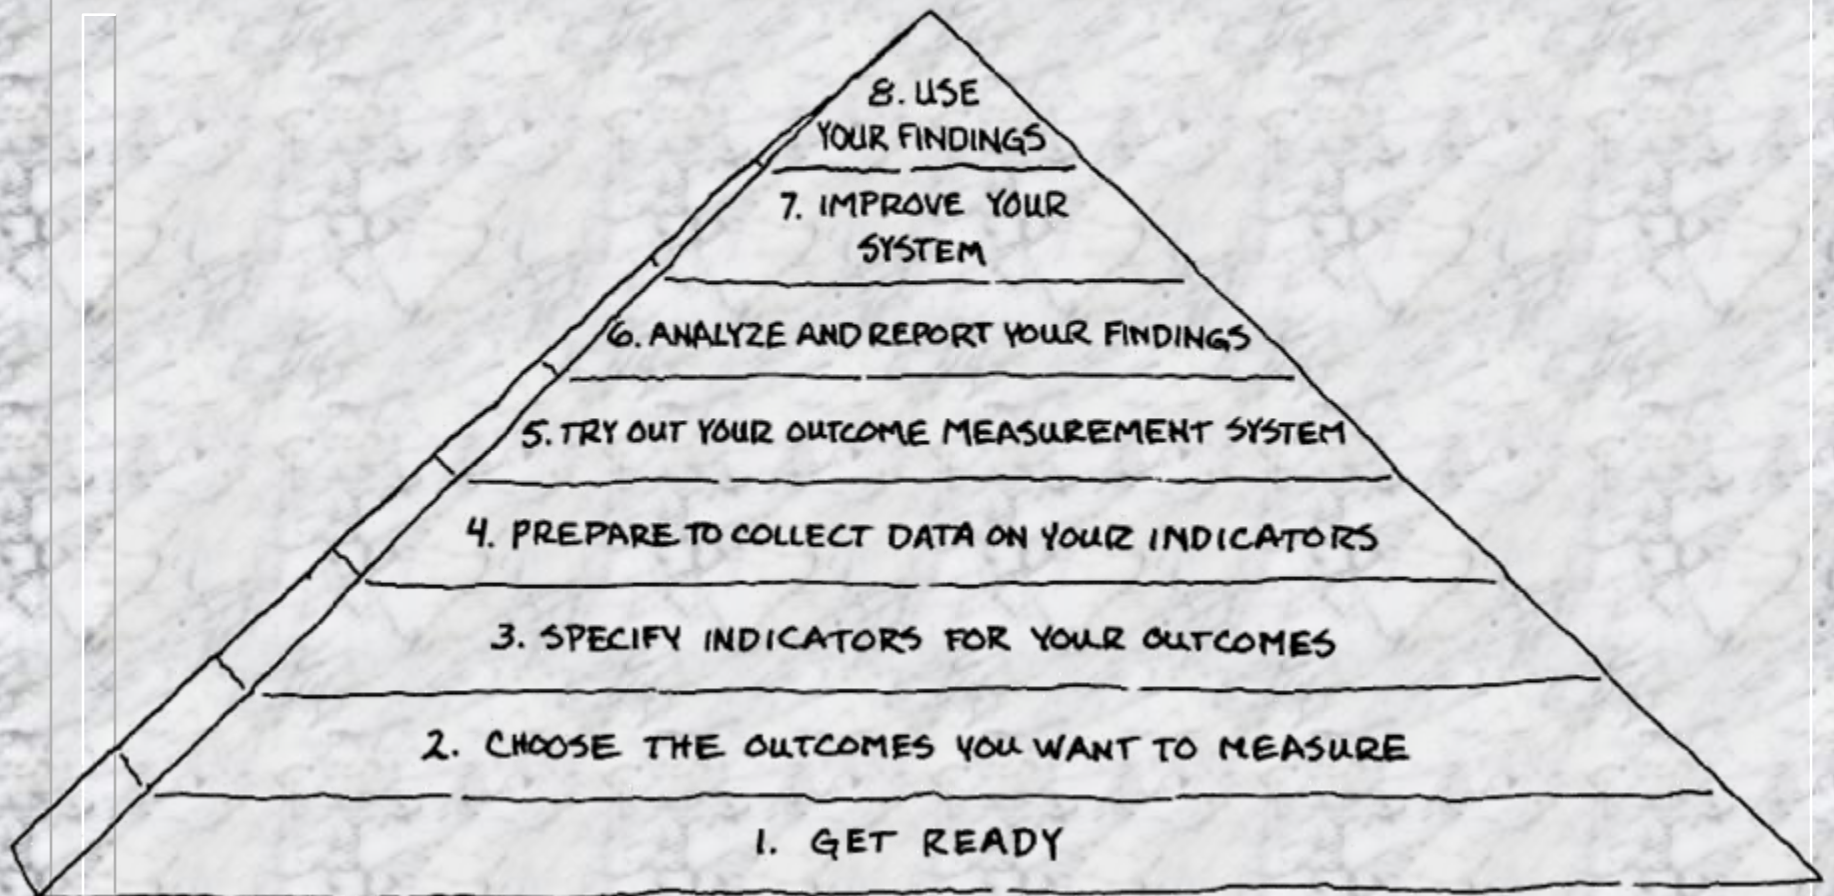 8. USE
YOUR FINDINGS
7. IMPROVE YOUR
SYSTEM
6. ANALYZE AND REPORT YOUR FINDINGS
5. TRY OUT YOUR OUTCOME MEASUREMENT SYSTEM
4. PREPARE TO COLLECT DATA ON YOUR INDICATORS
3. SPECIFY INDICATORS FOR YOUR OUTCOMES
2. CHOOSE THE OUTCOMES YOU WANT TO MEASURE
1. GET READY